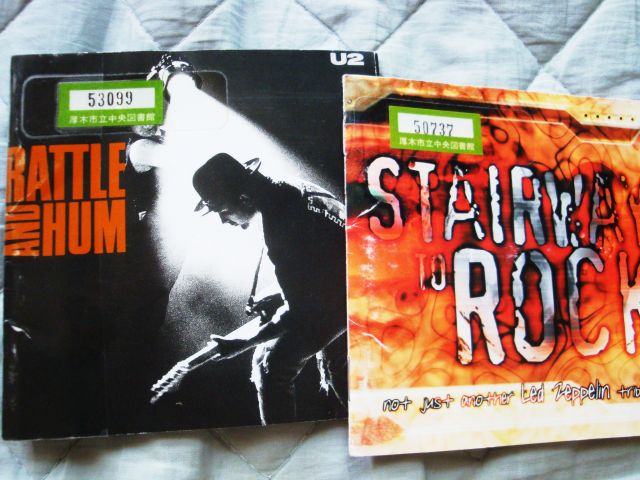 U2
53099
厚木市立中央図書館
RATTLE
AND
HUM
50737
厚木市立中央図書館
STAIRWA
TO
ROCK
not just another Led Zeppelin trib